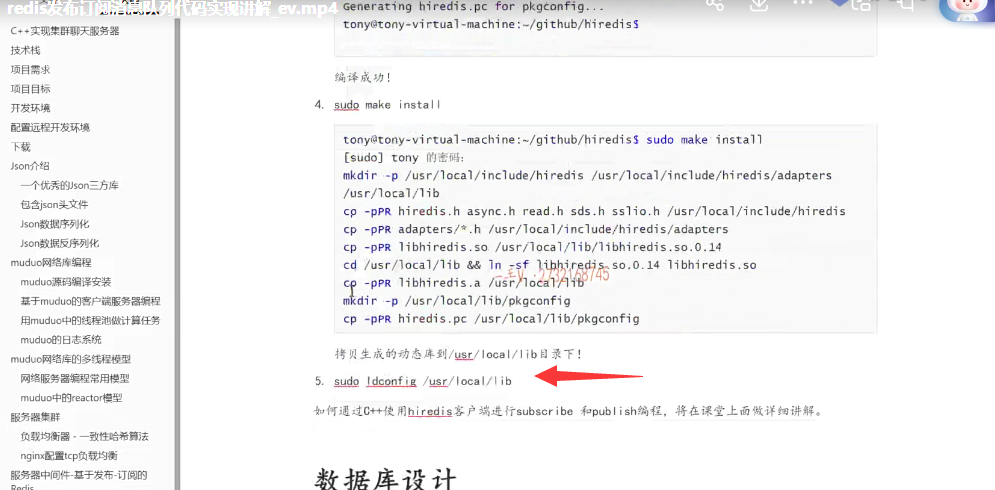 redis发布订阅消息队列代码实现讲解_ev.mp4
C++实现集群聊天服务器
技术栈
项目需求
项目目标
开发环境
配置远程开发环境
下载
Json介绍
一个优秀的Json三方库
包含json头文件
Json数据序列化
Json数据反序列化
muduo网络库编程
muduo源码编译安装
基于muduo的客户端服务器编程
用muduo中的线程池做计算任务
muduo的日志系统
muduo网络库的多线程模型
网络服务器编程常用模型
muduo中的reactor模型
服务器集群
负载均衡器 - 一致性哈希算法
nginx配置tcp负载均衡
服务器中间件-基于发布-订阅的
Redis
Generating hiredis.pc for pkgconfig...
tony@tony-virtual-machine:~/github/hiredis$
编译成功!
4. sudo make install
tony@tony-virtual-machine:~/github/hiredis$ sudo make install
[sudo] tony 的密码:
mkdir -p /usr/local/include/hiredis /usr/local/include/hiredis/adapters
/usr/local/lib
cp -pPR hiredis.h async.h read.h sds.h sslio.h /usr/local/include/hiredis
cp -pPR adapters/*.h /usr/local/include/hiredis/adapters
cp -pPR libhiredis.so /usr/local/lib/libhiredis.so.0.14
cd /usr/local/lib && ln -sf libhiredis.so.0.14 libhiredis.so
cp -pPR libhiredis.a /usr/local/lib
mkdir -p /usr/local/lib/pkgconfig
cp -pPR hiredis.pc /usr/local/lib/pkgconfig
拷贝生成的动态库到/usr/local/lib目录下!
5. sudo ldconfig /usr/local/lib
如何通过C++使用hiredis客户端进行subscribe 和publish编程，将在课堂上面做详细讲解。
数据库设计